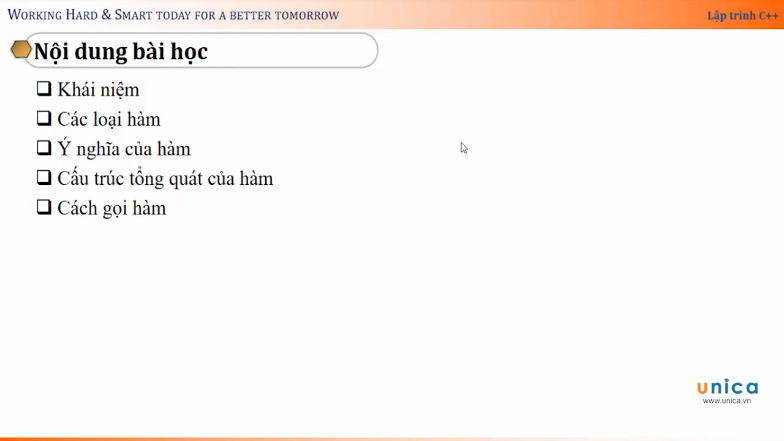 WORKING HARD & SMART TODAY FOR A BETTER TOMORROW
Lập trình C++
Nội dung bài học
Khái niệm
Các loại hàm
Ý nghĩa của hàm
Cấu trúc tổng quát của hàm
Cách gọi hàm
unica
www.unica.vn